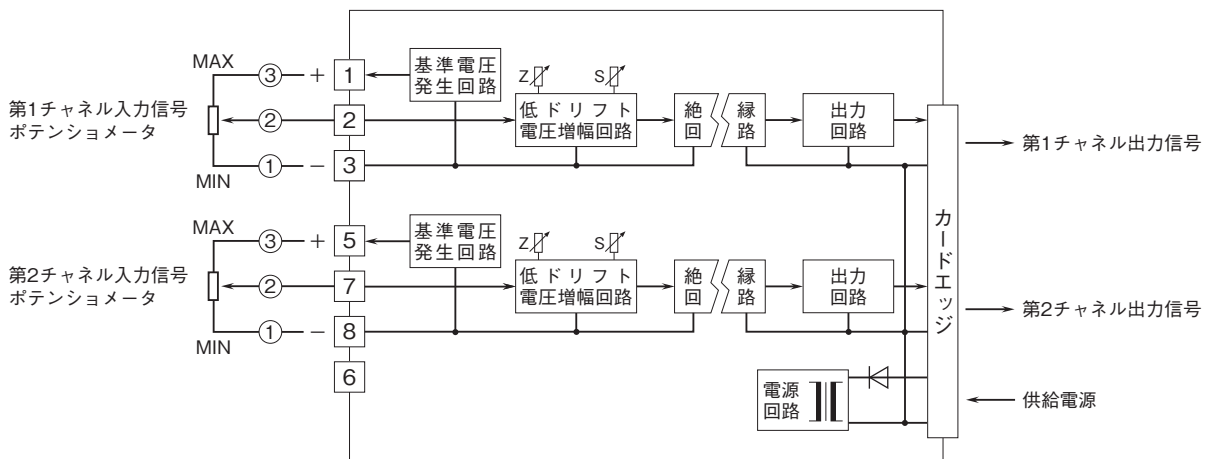 MAX
③ + 1
基準電圧
発生回路
Z
S
第1チャネル入力信号
ポテンショメータ
②
2
低ドリフト
電圧増幅回路
絶縁
回路
出力
回路
① - 3
MIN
第1チャネル出力信号
MAX
③ + 5
基準電圧
発生回路
Z
S
第2チャネル入力信号
ポテンショメータ
②
7
低ドリフト
電圧増幅回路
絶縁
回路
出力
回路
① - 8
MIN
6
第2チャネル出力信号
カードエッジ
電源
回路
供給電源